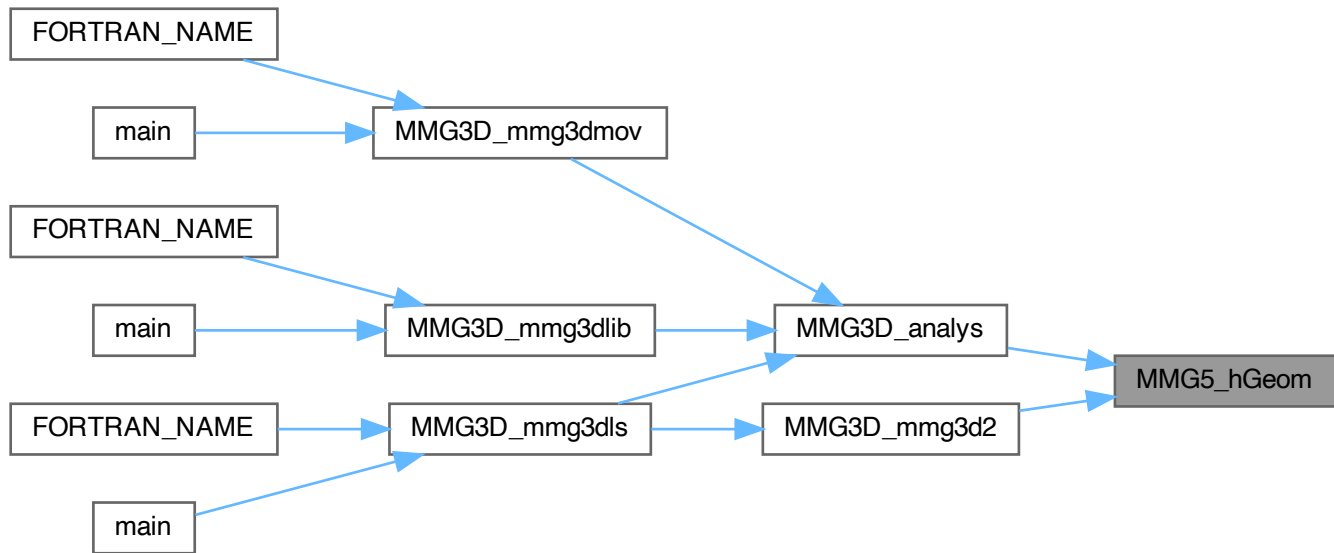 FORTRAN_NAME
main
MMG3D_mmg3dmov
FORTRAN_NAME
main
MMG3D_mmg3dlib
MMG3D_analys
MMG5_hGeom
FORTRAN_NAME
MMG3D_mmg3dls
MMG3D_mmg3d2
main